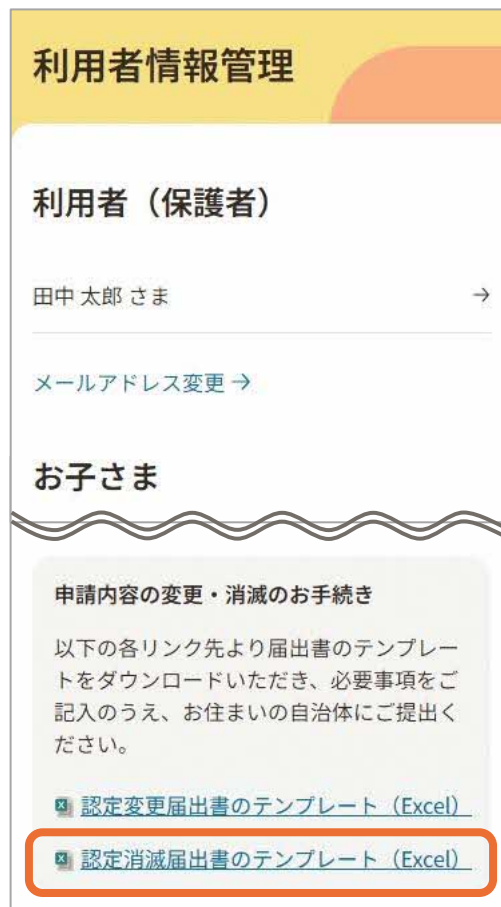 利用者情報管理
利用者（保護者）
田中 太郎 さま →
メールアドレス変更 →
お子さま
申請内容の変更・消滅のお手続き
以下の各リンク先より届出書のテンプレー
トをダウンロードいただき、必要事項をご
記入のうえ、お住まいの自治体にご提出く
ださい。
認定変更届出書のテンプレート（Excel）
認定消滅届出書のテンプレート（Excel）